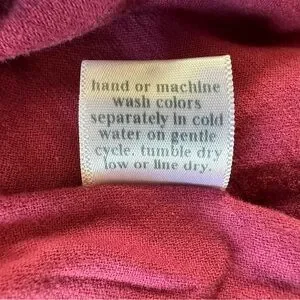 hand or machine
wash colors
separately in cold
water on gentle
cycle. tumble dry
low or line dry.